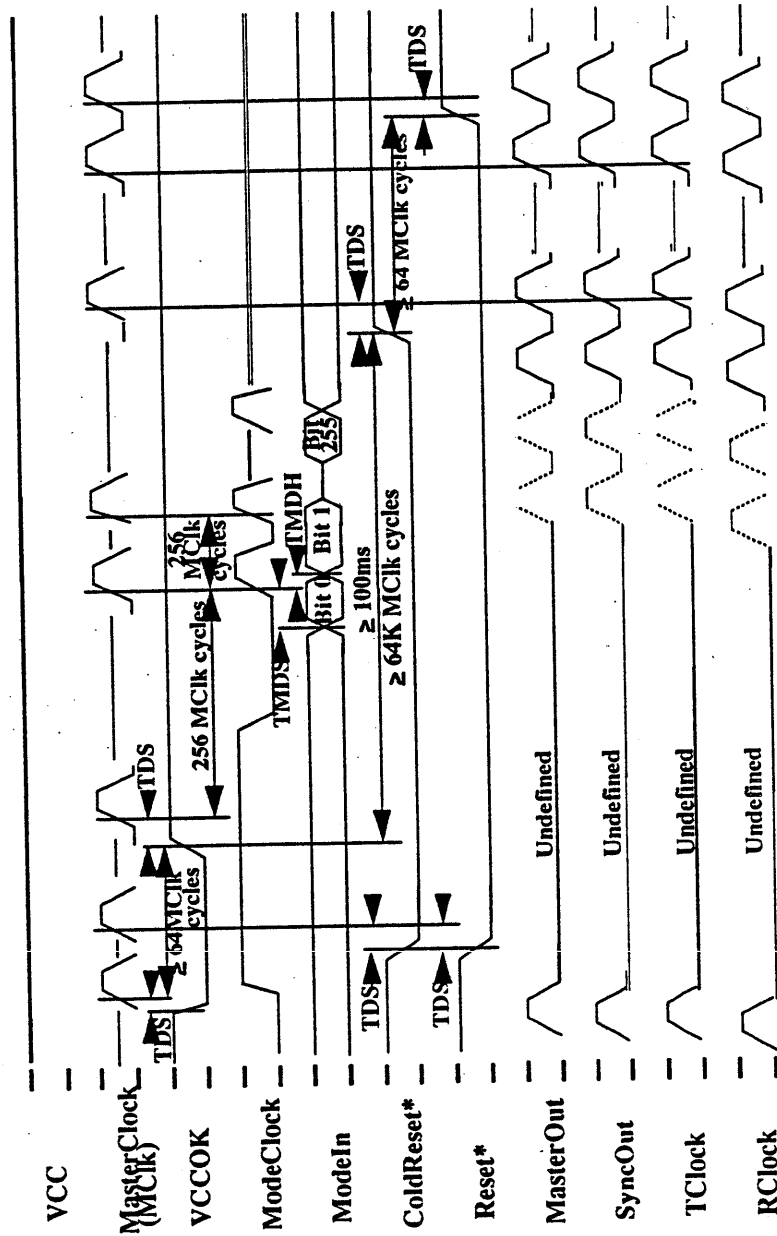 VCC
MasterClock
(MClk)
VCCOK
ModeClock
ModeIn
ColdReset*
Reset*
MasterOut
SyncOut
TClock
RClock
TDS
≥ 64MClk
cycles
TDS
256 MClk cycles
256
MClk
cycles
TMDS
TMDH
Bit 0
Bit 1
Bit
255
TDS
TDS
≥ 100ms
≥ 64K MClk cycles
TDS
≥ 64 MClk cycles
TDS
Undefined
Undefined
Undefined
Undefined